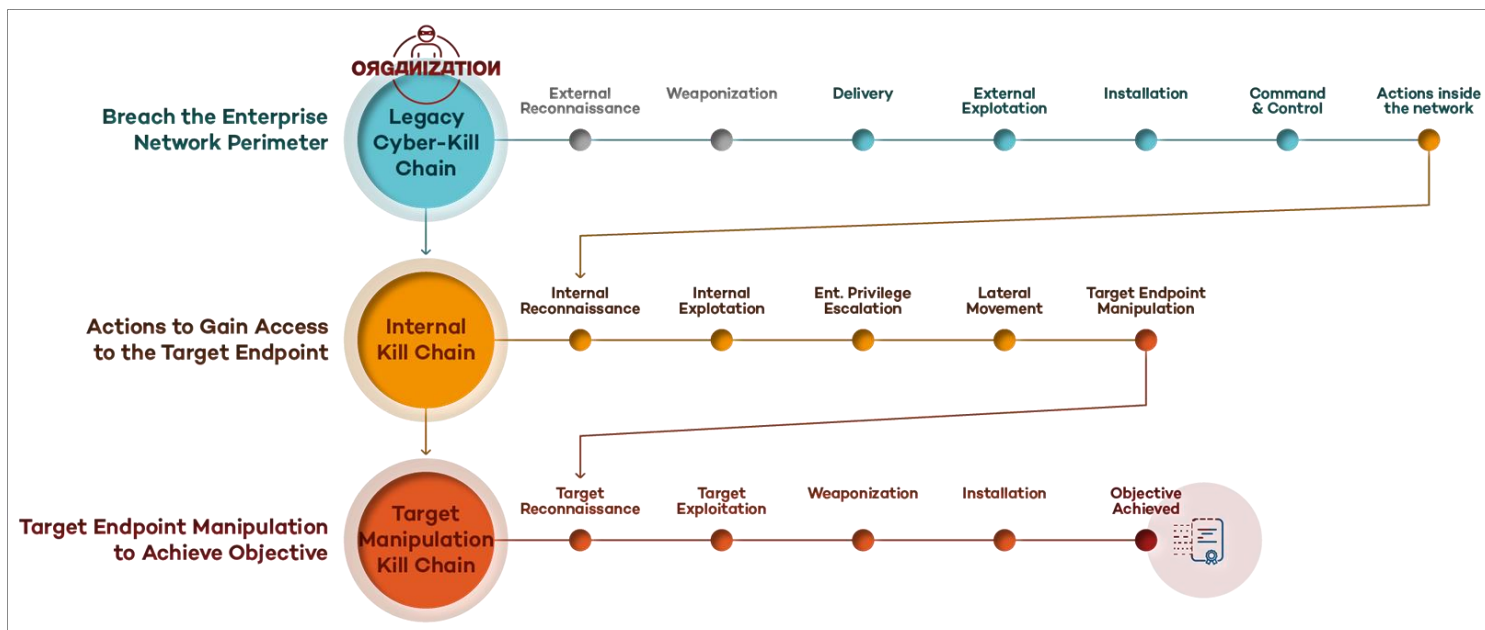 OЯGДИIZДTIOИ
Breach the Enterprise
Network Perimeter
Legacy
Cyber-Kill
Chain
External
Reconnaissance
Weaponization
Delivery
External
Explotation
Installation
Command
& Control
Actions inside
the network
Actions to Gain Access
to the Target Endpoint
Internal
Kill Chain
Internal
Reconnaissance
Internal
Explotation
Ent. Privilege
Escalation
Lateral
Movement
Target Endpoint
Manipulation
Target Endpoint Manipulation
to Achieve Objective
Target
Manipulation
Kill Chain
Target
Reconnaissance
Target
Exploitation
Weaponization
Installation
Objective
Achieved